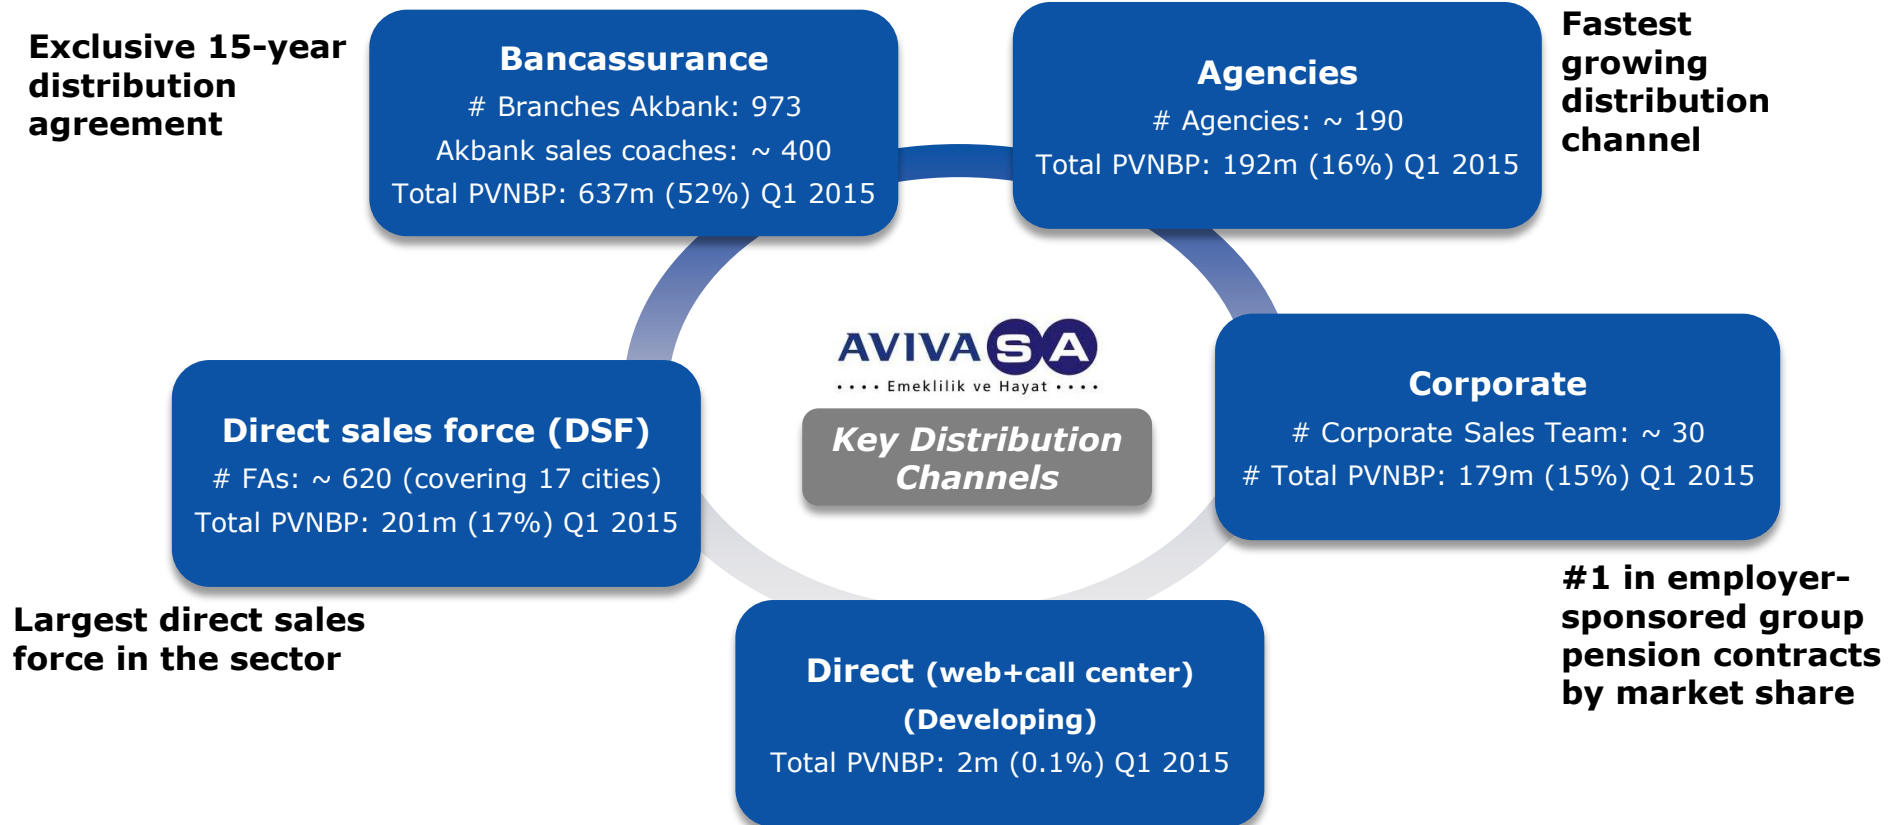 Exclusive 15-year
distribution
agreement
Bancassurance
# Branches Akbank: 973
Akbank sales coaches: ~ 400
Total PVNBP: 637m (52%) Q1 2015
Agencies
# Agencies: ~ 190
Total PVNBP: 192m (16%) Q1 2015
Fastest
growing
distribution
channel
AVIVASA
•••• Emeklilik ve Hayat ••••
Key Distribution
Channels
Direct sales force (DSF)
# FAs: ~ 620 (covering 17 cities)
Total PVNBP: 201m (17%) Q1 2015
Largest direct sales
force in the sector
Corporate
# Corporate Sales Team: ~ 30
# Total PVNBP: 179m (15%) Q1 2015
#1 in employer-
sponsored group
pension contracts
by market share
Direct (web+call center)
(Developing)
Total PVNBP: 2m (0.1%) Q1 2015